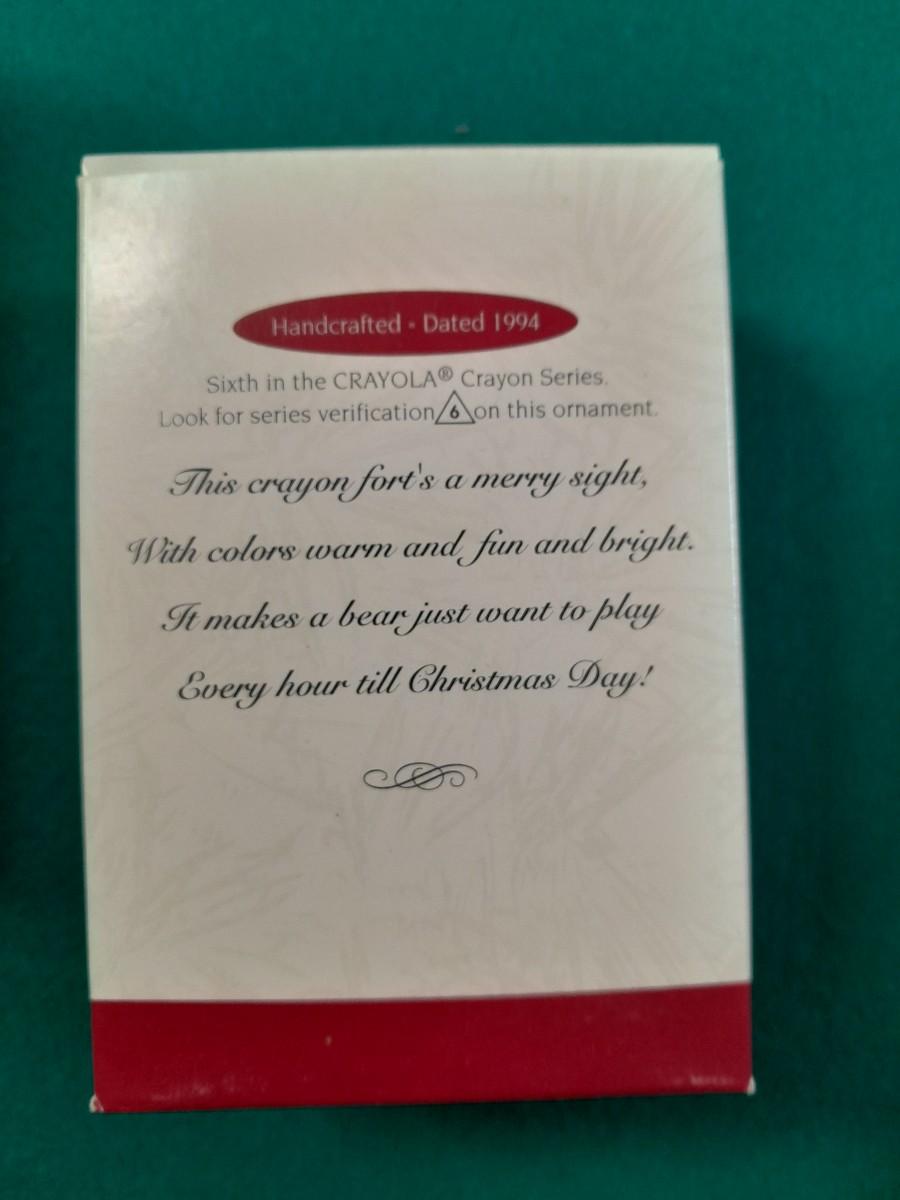 Handcrafted • Dated 1994
Sixth in the CRAYOLA® Crayon Series.
Look for series verification 6 on this ornament.
This crayon fort's a merry sight,
With colors warm and fun and bright.
It makes a bear just want to play
Every hour till Christmas Day!